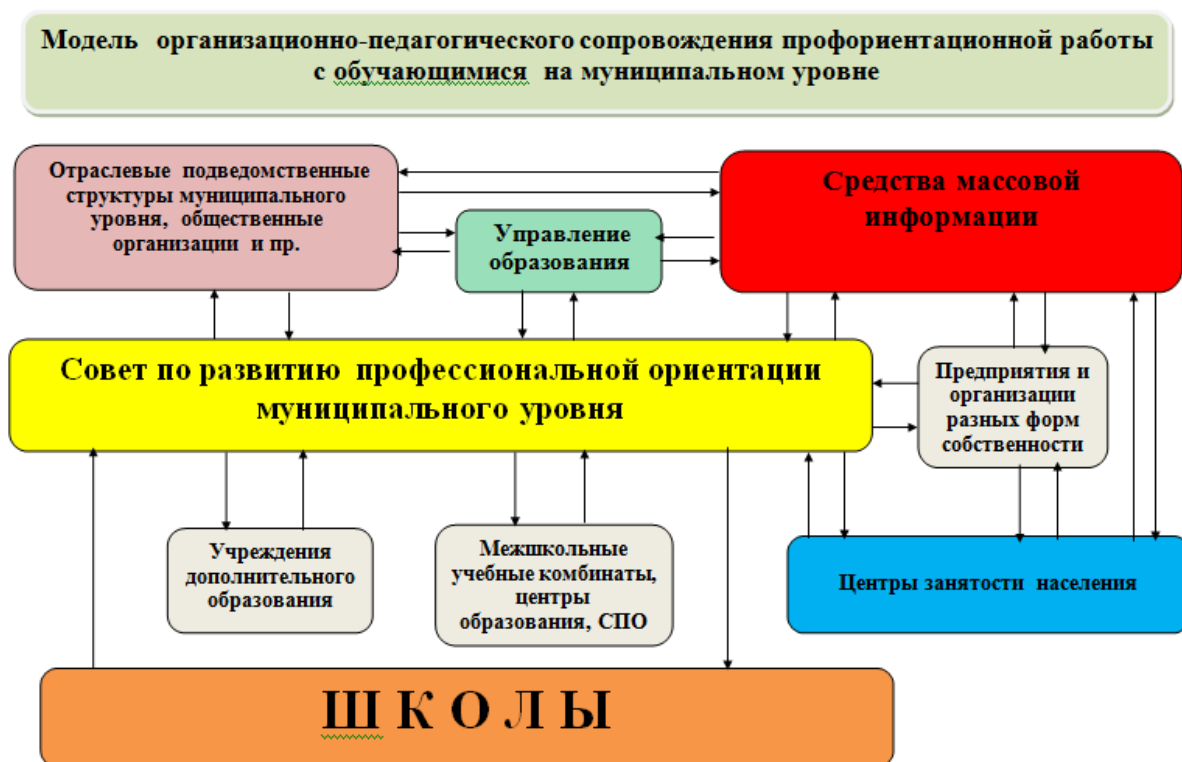 Модель организационно-педагогического сопровождения профориентационной работы
с обучающимися на муниципальном уровне
Отраслевые подведомственные
структуры муниципального
уровня, общественные
организации и пр.
Средства массовой
информации
Управление
образования
Совет по развитию профессиональной ориентации
муниципального уровня
Предприятия и
организации
разных форм
собственности
Учреждения
дополнительного
образования
Межшкольные
учебные комбинаты,
центры
образования, СПО
Центры занятости населения
Ш К О Л Ы